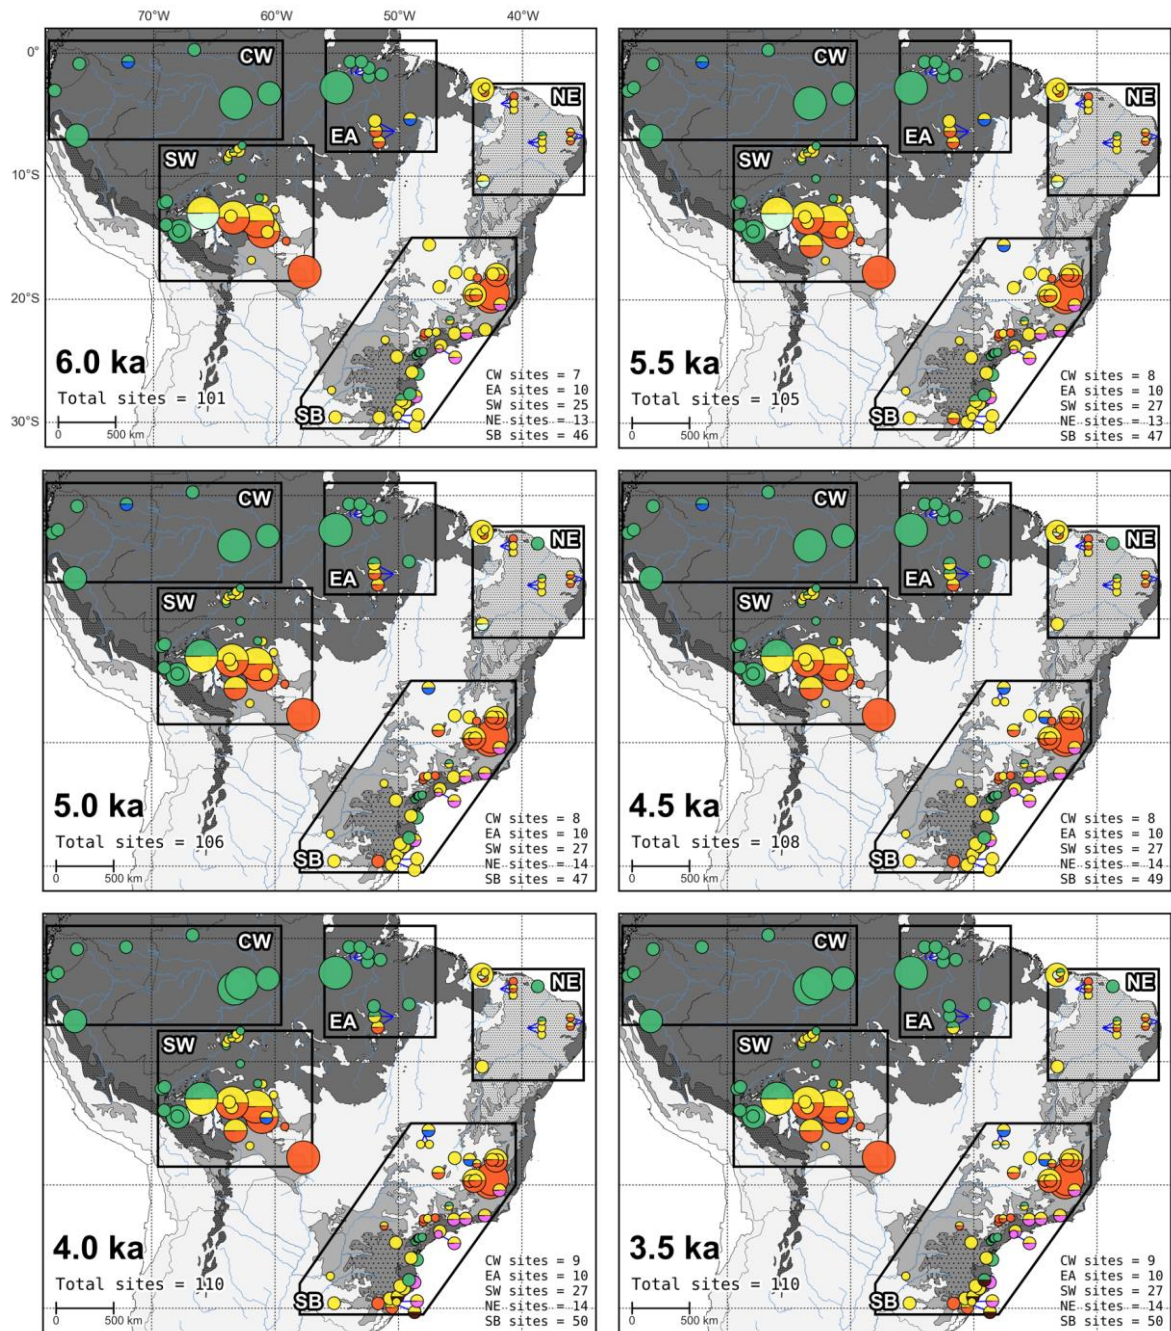 70°W 60°W 50°W 40°W
0°
10°S
20°S
30°S
CW
EA
NE
SW
SB
6.0 ka
Total sites = 101
0 500 km
CW sites = 7
EA sites = 10
SW sites = 25
NE sites = 13
SB sites = 46
CW
EA
NE
SW
SB
5.5 ka
Total sites = 105
0 500 km
CW sites = 8
EA sites = 10
SW sites = 27
NE sites = 13
SB sites = 47
CW
EA
NE
SW
SB
5.0 ka
Total sites = 106
0 500 km
CW sites = 8
EA sites = 10
SW sites = 27
NE sites = 14
SB sites = 47
CW
EA
NE
SW
SB
4.5 ka
Total sites = 108
0 500 km
CW sites = 8
EA sites = 10
SW sites = 27
NE sites = 14
SB sites = 49
CW
EA
NE
SW
SB
4.0 ka
Total sites = 110
0 500 km
CW sites = 9
EA sites = 10
SW sites = 27
NE sites = 14
SB sites = 50
CW
EA
NE
SW
SB
3.5 ka
Total sites = 110
0 500 km
CW sites = 9
EA sites = 10
SW sites = 27
NE sites = 14
SB sites = 50